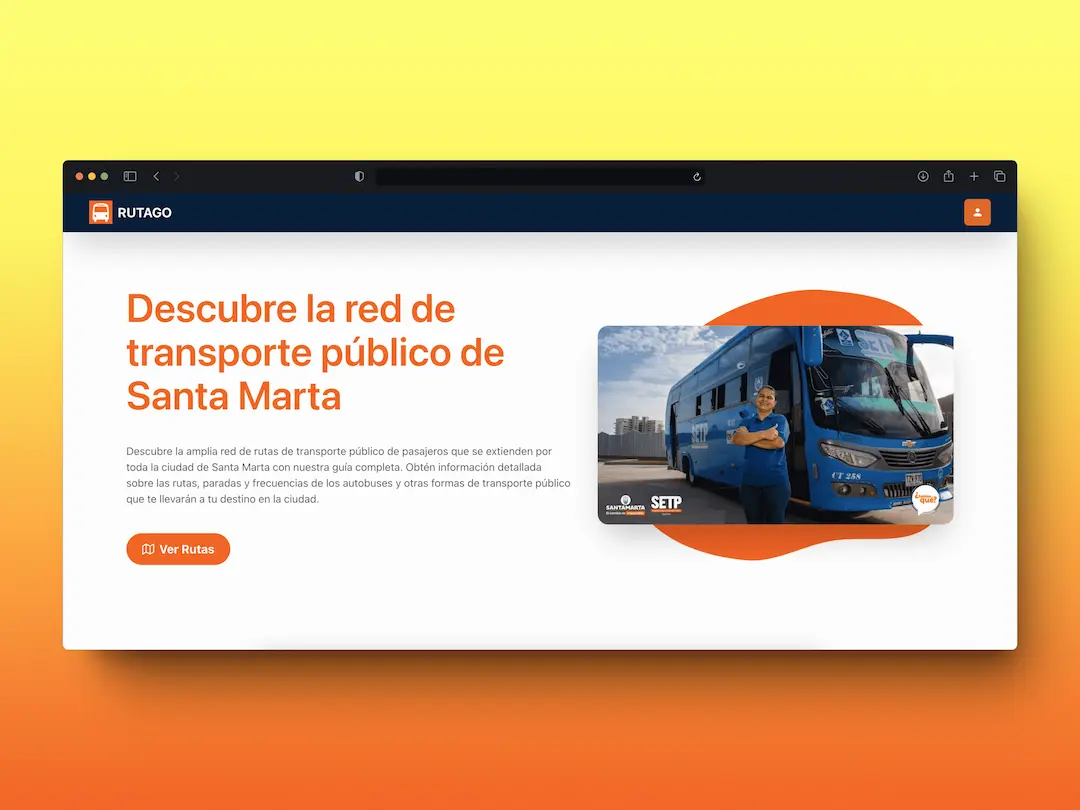 RUTAGO
Descubre la red de
transporte público de
Santa Marta
Descubre la amplia red de rutas de transporte público de pasajeros que se extienden por
toda la ciudad de Santa Marta con nuestra guía completa. Obtén información detallada
sobre las rutas, paradas y frecuencias de los autobuses y otras formas de transporte público
que te llevarán a tu destino en la ciudad.
Ver Rutas
SETP
CT 258
SANTAMARTA
SETP
que?